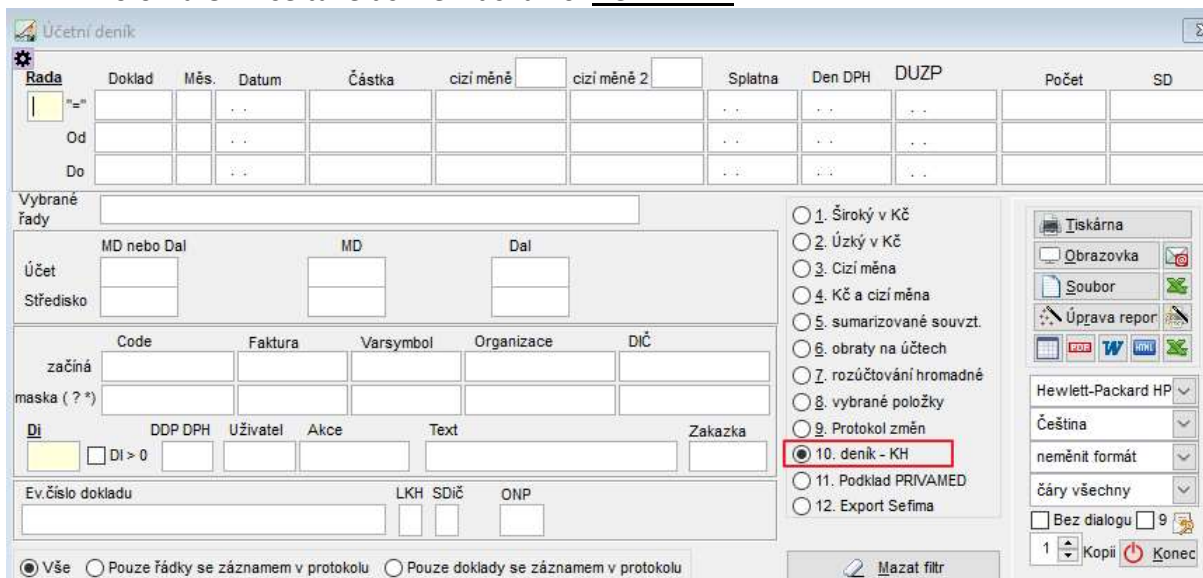 Účetní deník
Řada Doklad Měs. Datum Částka cizí měně cizí měně 2 Splatna Den DPH DUZP Počet SD
"="
Od
Do
Vybrané
řady
MD nebo Dal MD Dal
Účet
Středisko
Code Faktura Varsymbol Organizace DIČ
začíná
maska ( ? *)
Di DDP DPH Uživatel Akce Text Zakazka
DI > 0
Ev.číslo dokladu LKH SDič ONP
Vše Pouze řádky se záznamem v protokolu Pouze doklady se záznamem v protokolu
1. Široký v Kč
2. Úzký v Kč
3. Cizí měna
4. Kč a cizí měna
5. sumarizované souvzt.
6. obraty na účtech
7. rozúčtování hromadné
8. vybrané položky
9. Protokol změn
10. deník - KH
11. Podklad PRIVAMED
12. Export Sefima
Mazat filtr
Tiskárna
Obrazovka
Soubor
Úprava repor
PDF W HTML
Hewlett-Packard HP
Čeština
neměnit formát
čáry všechny
Bez dialogu 9
1 Kopii Konec